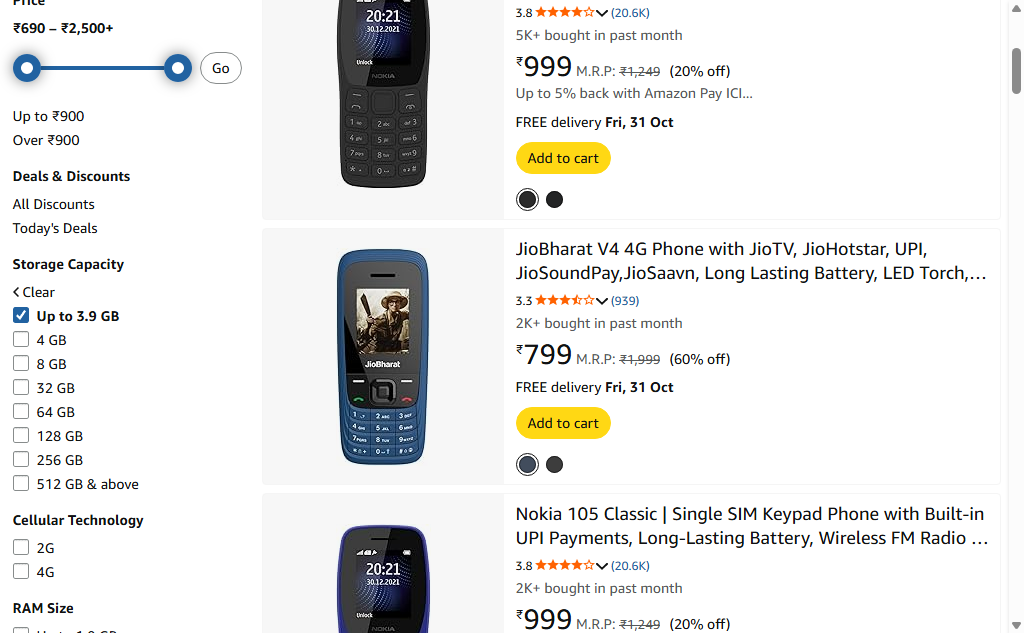 Price
₹690 – ₹2,500+
Go
Up to ₹900
Over ₹900
Deals & Discounts
All Discounts
Today's Deals
Storage Capacity
Clear
Up to 3.9 GB
4 GB
8 GB
32 GB
64 GB
128 GB
256 GB
512 GB & above
Cellular Technology
2G
4G
RAM Size
20:21
30.12.2021
Unlock
NOKIA
3.8 (20.6K)
5K+ bought in past month
₹999 M.R.P: ₹1,249 (20% off)
Up to 5% back with Amazon Pay ICI...
FREE delivery Fri, 31 Oct
Add to cart
JioBharat
JioBharat V4 4G Phone with JioTV, JioHotstar, UPI,
JioSoundPay,JioSaavn, Long Lasting Battery, LED Torch,...
3.3 (939)
2K+ bought in past month
₹799 M.R.P: ₹1,999 (60% off)
FREE delivery Fri, 31 Oct
Add to cart
20:21
30.12.2021
Unlock
NOKIA
Nokia 105 Classic | Single SIM Keypad Phone with Built-in
UPI Payments, Long-Lasting Battery, Wireless FM Radio ...
3.8 (20.6K)
2K+ bought in past month
₹999 M.R.P: ₹1,249 (20% off)